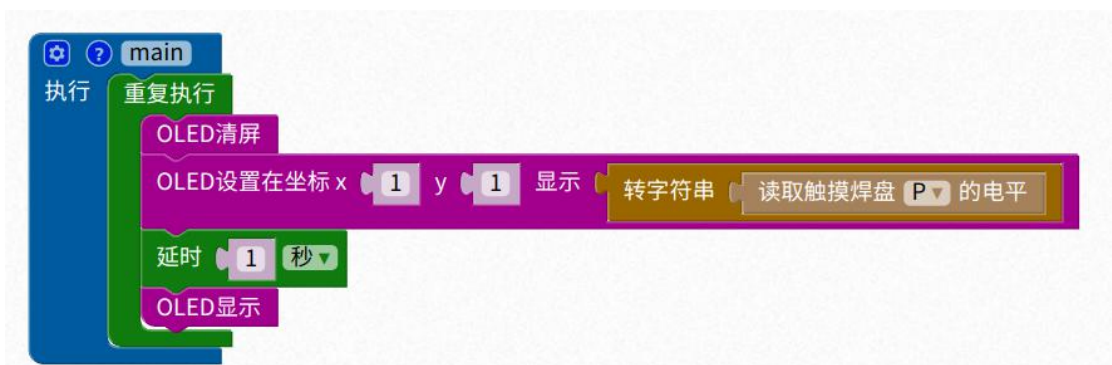 ? main
执行 重复执行
OLED清屏
OLED设置在坐标 x 1 y 1 显示 转字符串 读取触摸焊盘 P 的电平
延时 1 秒
OLED显示